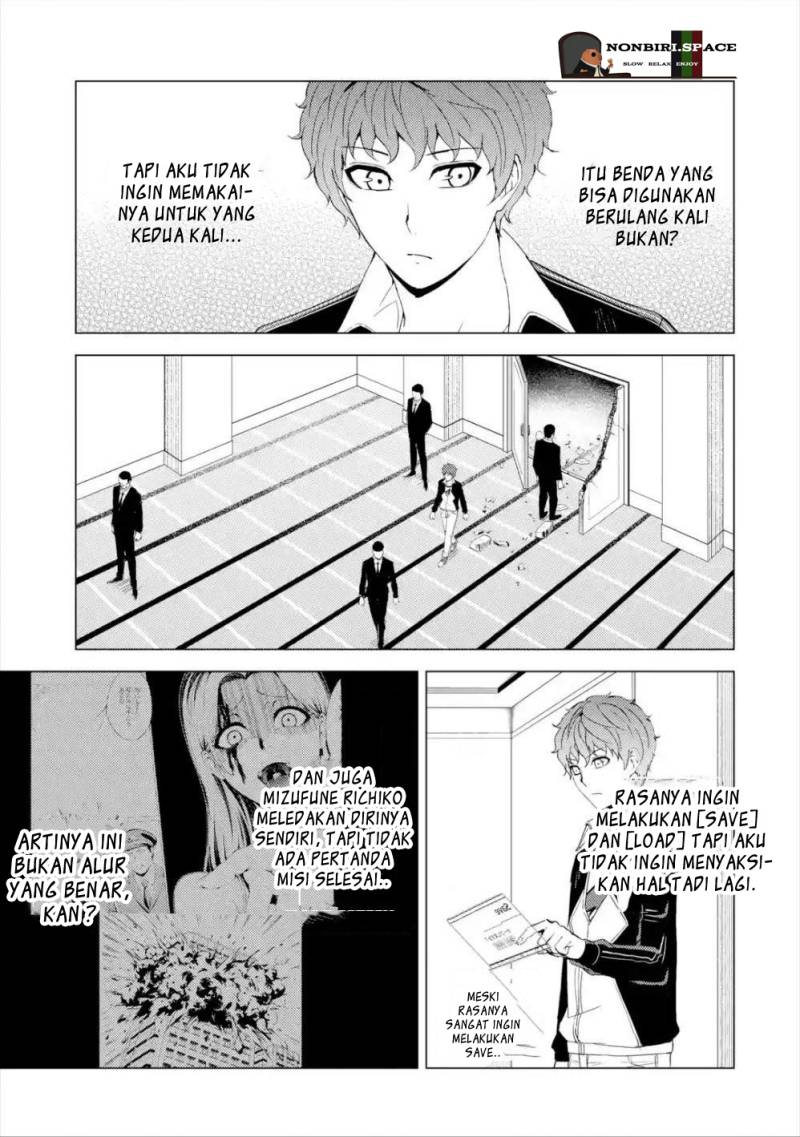 NONBIRI.SPACE
SLOW RELAX ENJOY
ITU BENDA YANG
BISA DIGUNAKAN
BERULANG KALI
BUKAN?
TAPI AKU TIDAK
INGIN MEMAKAI-
NYA UNTUK YANG
KEDUA KALI...
RASANYA INGIN
MELAKUKAN [SAVE]
DAN [LOAD] TAPI AKU
TIDAK INGIN MENYAKSI-
KAN HAL TADI LAGI.
MESKI
RASANYA
SANGAT INGIN
MELAKUKAN
SAVE..
DAN JUGA
MIZUFUNE RICHIKO
MELEDAKAN DIRINYA
SENDIRI, TAPI TIDAK
ADA PERTANDA
MISI SELESAI..
ARTINYA INI
BUKAN ALUR
YANG BENAR,
KAN?